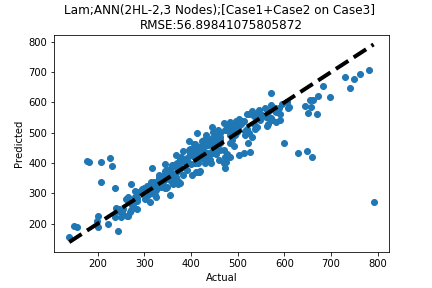 Lam;ANN(2HL-2,3 Nodes);[Case1+Case2 on Case3]
RMSE:56.89841075805872
800
700
600
500
400
300
200
Predicted
200 300 400 500 600 700 800
Actual